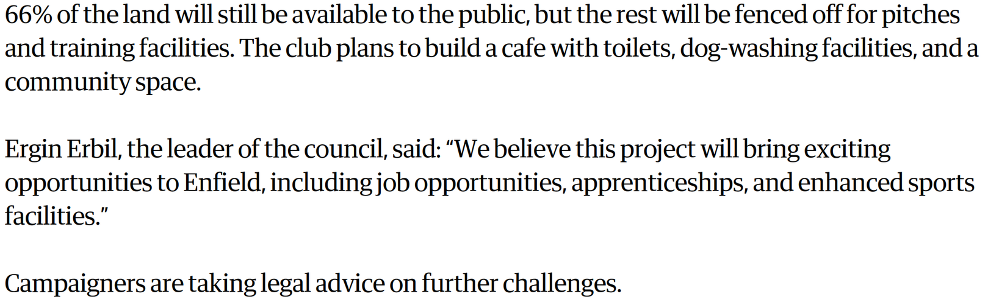 66% of the land will still be available to the public, but the rest will be fenced off for pitches
and training facilities. The club plans to build a cafe with toilets, dog-washing facilities, and a
community space.
Ergin Erbil, the leader of the council, said: “We believe this project will bring exciting
opportunities to Enfield, including job opportunities, apprenticeships, and enhanced sports
facilities.”
Campaigners are taking legal advice on further challenges.